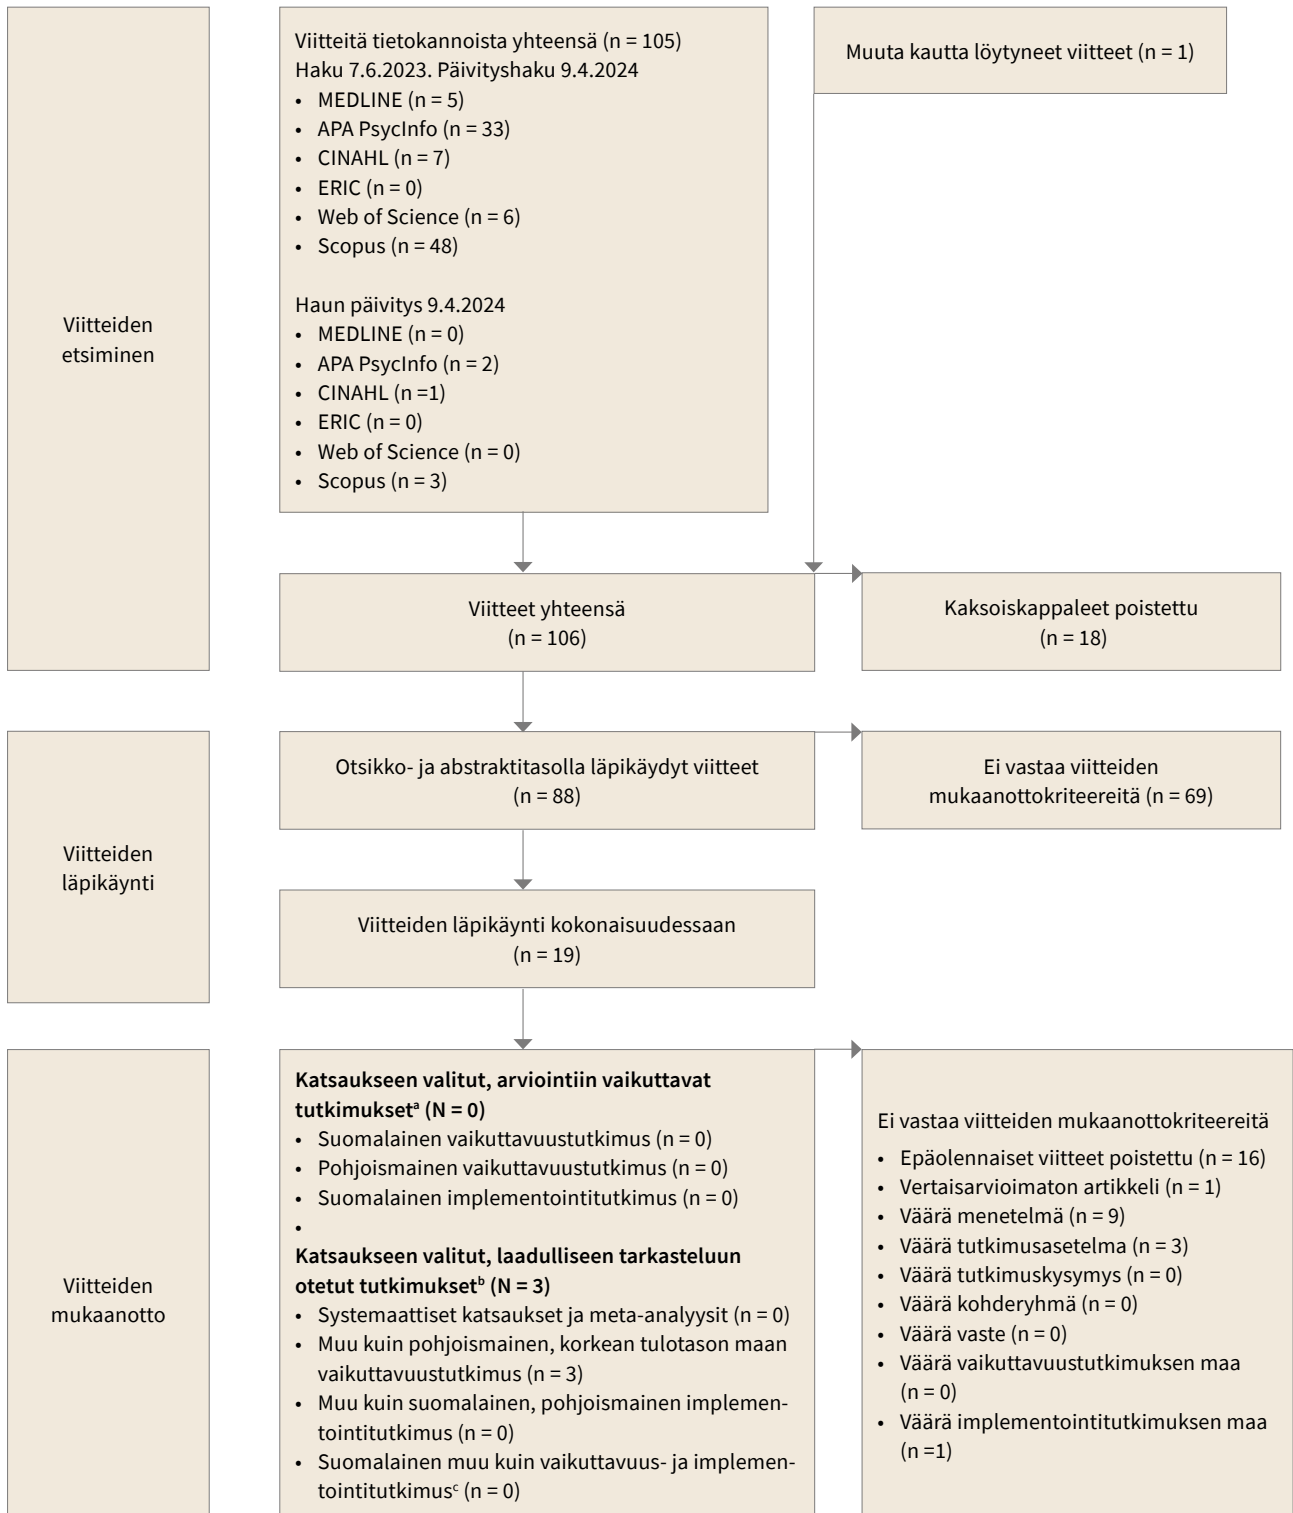 Viitteiden
etsiminen
Viitteitä tietokannoista yhteensä (n = 105)
Haku 7.6.2023. Päivityshaku 9.4.2024
• MEDLINE (n = 5)
• APA PsycInfo (n = 33)
• CINAHL (n = 7)
• ERIC (n = 0)
• Web of Science (n = 6)
• Scopus (n = 48)
Haun päivitys 9.4.2024
• MEDLINE (n = 0)
• APA PsycInfo (n = 2)
• CINAHL (n =1)
• ERIC (n = 0)
• Web of Science (n = 0)
• Scopus (n = 3)
Muuta kautta löytyneet viitteet (n = 1)
Viitteet yhteensä
(n = 106)
Kaksoiskappaleet poistettu
(n = 18)
Viitteiden
läpikäynti
Otsikko- ja abstraktitasolla läpikäydyt viitteet
(n = 88)
Ei vastaa viitteiden
mukaanottokriteereitä (n = 69)
Viitteiden läpikäynti kokonaisuudessaan
(n = 19)
Viitteiden
mukaanotto
Katsaukseen valitut, arviointiin vaikuttavat
tutkimuksetᵃ (N = 0)
• Suomalainen vaikuttavuustutkimus (n = 0)
• Pohjoismainen vaikuttavuustutkimus (n = 0)
• Suomalainen implementointitutkimus (n = 0)
•
Katsaukseen valitut, laadulliseen tarkasteluun
otetut tutkimuksetᵇ (N = 3)
• Systemaattiset katsaukset ja meta-analyysit (n = 0)
• Muu kuin pohjoismainen, korkean tulotason maan
vaikuttavuustutkimus (n = 3)
• Muu kuin suomalainen, pohjoismainen implemen-
tointitutkimus (n = 0)
• Suomalainen muu kuin vaikuttavuus- ja implemen-
tointitutkimusᶜ (n = 0)
Ei vastaa viitteiden mukaanottokriteereitä
• Epäolennaiset viitteet poistettu (n = 16)
• Vertaisarvioimaton artikkeli (n = 1)
• Väärä menetelmä (n = 9)
• Väärä tutkimusasetelma (n = 3)
• Väärä tutkimuskysymys (n = 0)
• Väärä kohderyhmä (n = 0)
• Väärä vaste (n = 0)
• Väärä vaikuttavuustutkimuksen maa
(n = 0)
• Väärä implementointitutkimuksen maa
(n =1)